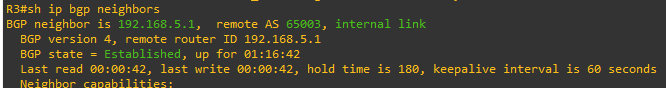 R3#sh ip bgp neighbors
BGP neighbor is 192.168.5.1,  remote AS 65003, internal link
  BGP version 4, remote router ID 192.168.5.1
  BGP state = Established, up for 01:16:42
  Last read 00:00:42, last write 00:00:42, hold time is 180, keepalive interval is 60 seconds
  Neighbor capabilities: